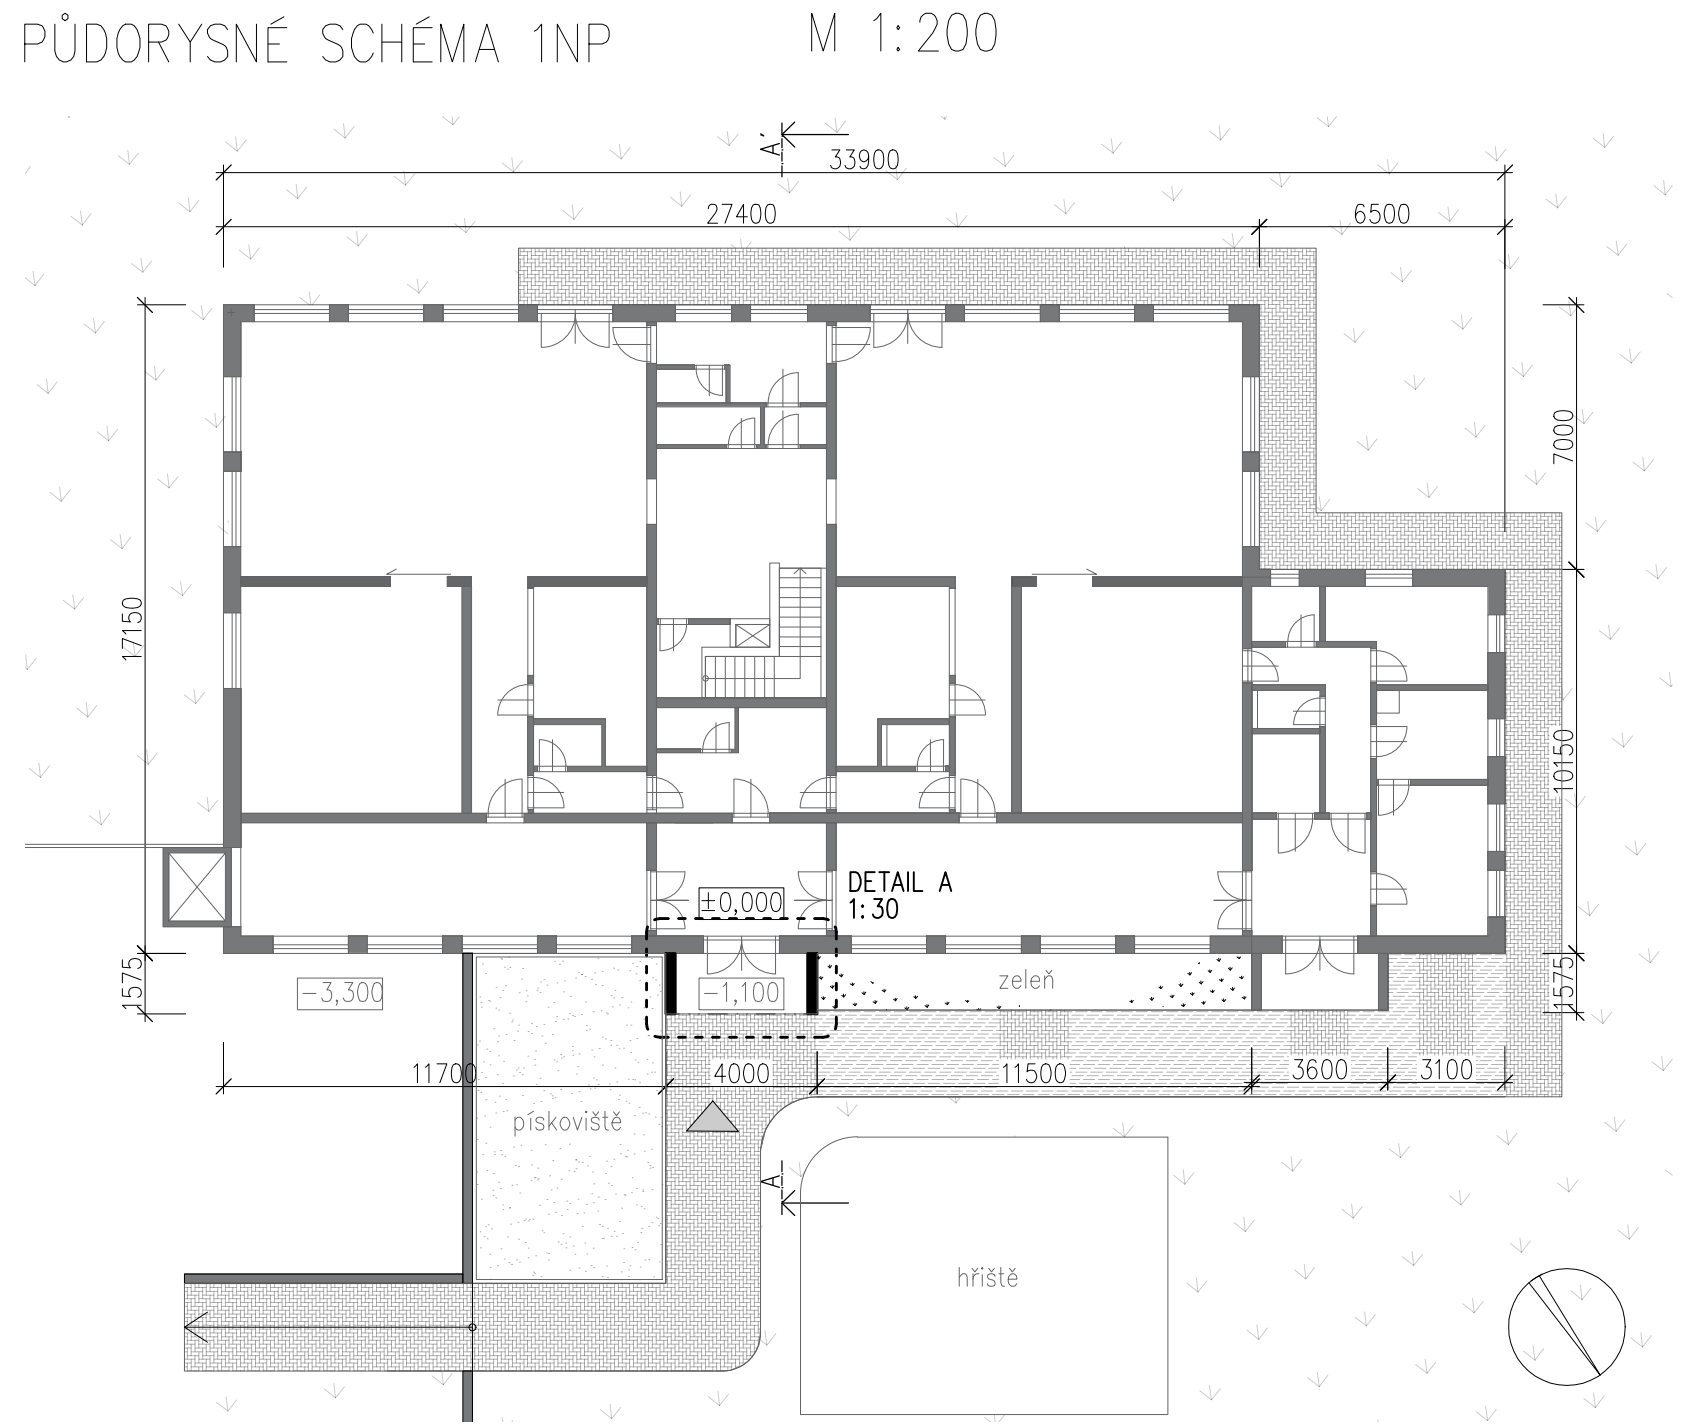 PŮDORYSNÉ SCHÉMA 1NP
M 1:200
A'
33900
27400
6500
7000
17150
10150
DETAIL A
1:30
±0,000
zeleň
-3,300
-1,100
1575
1575
11700
4000
11500
3600
3100
pískoviště
A
hřiště